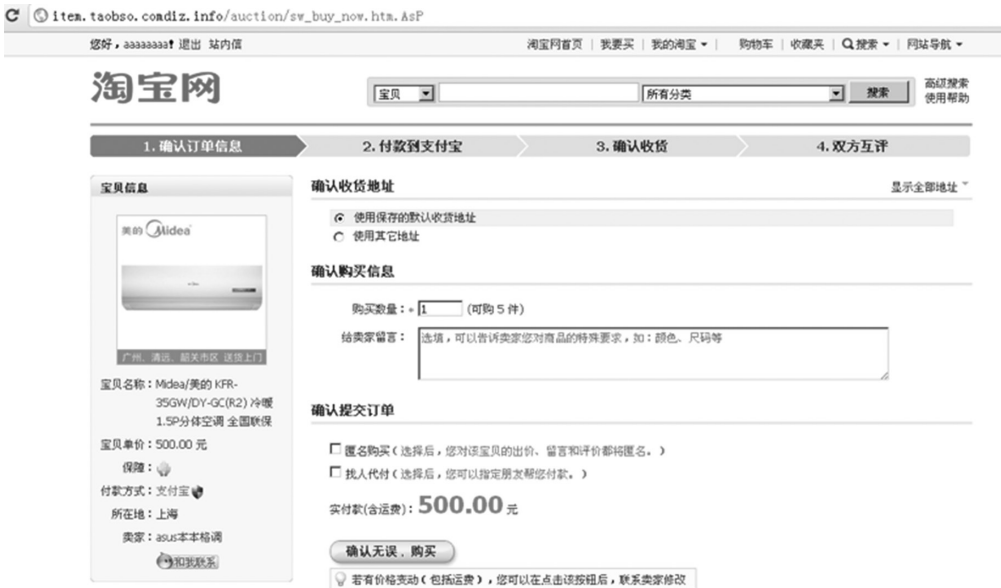 item.taobso.comdiz.info/auction/sw_buy_now.htm.AsP
您好，aaaaaaaa! 退出 站内信
淘宝网首页 | 我要买 | 我的淘宝 | 购物车 | 收藏夹 | 搜索 | 网站导航
淘宝网
宝贝 所有分类 搜索
高级搜索
使用帮助
1.确认订单信息 2.付款到支付宝 3.确认收货 4.双方互评
宝贝信息
美的 Midea
广州、清远、韶关市区 送货上门
宝贝名称：Midea/美的 KFR-
35GW/DY-GC(R2) 冷暖
1.5P分体空调 全国联保
宝贝单价：500.00 元
保障：
付款方式：支付宝
所在地：上海
卖家：asus本本格调
和我联系
确认收货地址 显示全部地址
使用保存的默认收货地址
使用其它地址
确认购买信息
购买数量：* 1 (可购 5 件)
给卖家留言：选填，可以告诉卖家您对商品的特殊要求，如：颜色、尺码等
确认提交订单
匿名购买（选择后，您对该宝贝的出价、留言和评价都将匿名。）
找人代付（选择后，您可以指定朋友帮您付款。）
实付款(含运费)：500.00 元
确认无误，购买
若有价格变动（包括运费），您可以在点击该按钮后，联系卖家修改